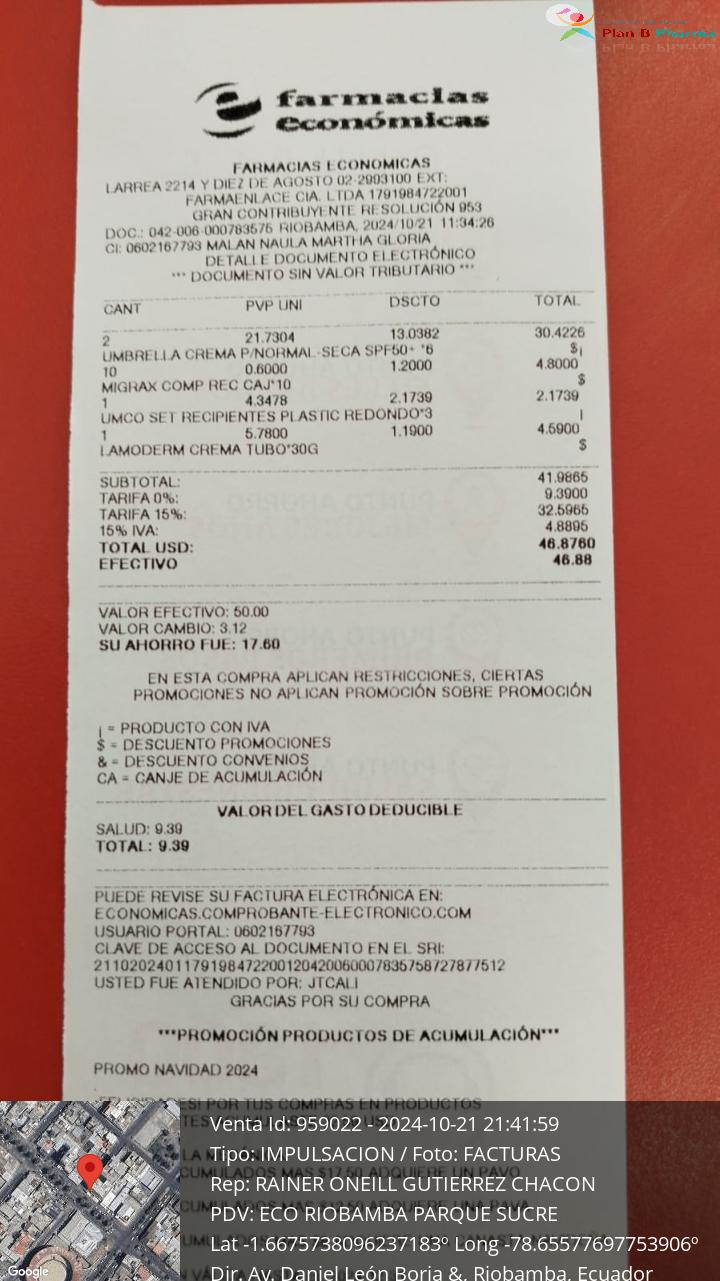 Plan B Pharma
farmacias
económicas
FARMACIAS ECONOMICAS
LARREA 2214 Y DIEZ DE AGOSTO 02-2903100 EXT:
FARMAENLACE CIA. LTDA 1791984722001
GRAN CONTRIBUYENTE RESOLUCIÓN 953
DOC.: 042-006-000783575 RIOBAMBA, 2024/10/21 11:34:26
CI: 0602167793 MALAN NAULA MARTHA GLORIA
DETALLE DOCUMENTO ELECTRÓNICO
*** DOCUMENTO SIN VALOR TRIBUTARIO ***
CANT PVP UNI DSCTO TOTAL
2 21.7304 13.0382 30.4226
UMBRELLA CREMA P/NORMAL-SECA SPF50+ *6 $¡
10 0.6000 1.2000 4.8000
MIGRAX COMP REC CAJ*10 $
1 4.3478 2.1739 2.1739
UMCO SET RECIPIENTES PLASTIC REDONDO*3 ¡
1 5.7800 1.1900 4.5900
LAMODERM CREMA TUBO*30G $
SUBTOTAL: 41.9865
TARIFA 0%: 9.3900
TARIFA 15%: 32.5965
15% IVA: 4.8895
TOTAL USD: 46.8760
EFECTIVO 46.88
VALOR EFECTIVO: 50.00
VALOR CAMBIO: 3.12
SU AHORRO FUE: 17.60
EN ESTA COMPRA APLICAN RESTRICCIONES, CIERTAS
PROMOCIONES NO APLICAN PROMOCIÓN SOBRE PROMOCIÓN
¡ = PRODUCTO CON IVA
$ = DESCUENTO PROMOCIONES
& = DESCUENTO CONVENIOS
CA = CANJE DE ACUMULACIÓN
VALOR DEL GASTO DEDUCIBLE
SALUD: 9.39
TOTAL: 9.39
PUEDE REVISE SU FACTURA ELECTRÓNICA EN:
ECONOMICAS.COMPROBANTE-ELECTRONICO.COM
USUARIO PORTAL: 0602167793
CLAVE DE ACCESO AL DOCUMENTO EN EL SRI:
2110202401179198472200120420060007835758727877512
USTED FUE ATENDIDO POR: JTCALI
GRACIAS POR SU COMPRA
***PROMOCIÓN PRODUCTOS DE ACUMULACIÓN***
PROMO NAVIDAD 2024
POR TUS COMPRAS EN PRODUCTOS
Venta Id: 959022 - 2024-10-21 21:41:59
Tipo: IMPULSACION / Foto: FACTURAS
Rep: RAINER ONEILL GUTIERREZ CHACON
PDV: ECO RIOBAMBA PARQUE SUCRE
Lat -1.6675738096237183º Long -78.65577697753906º
Dir. Av. Daniel León Borja &, Riobamba, Ecuador
Google